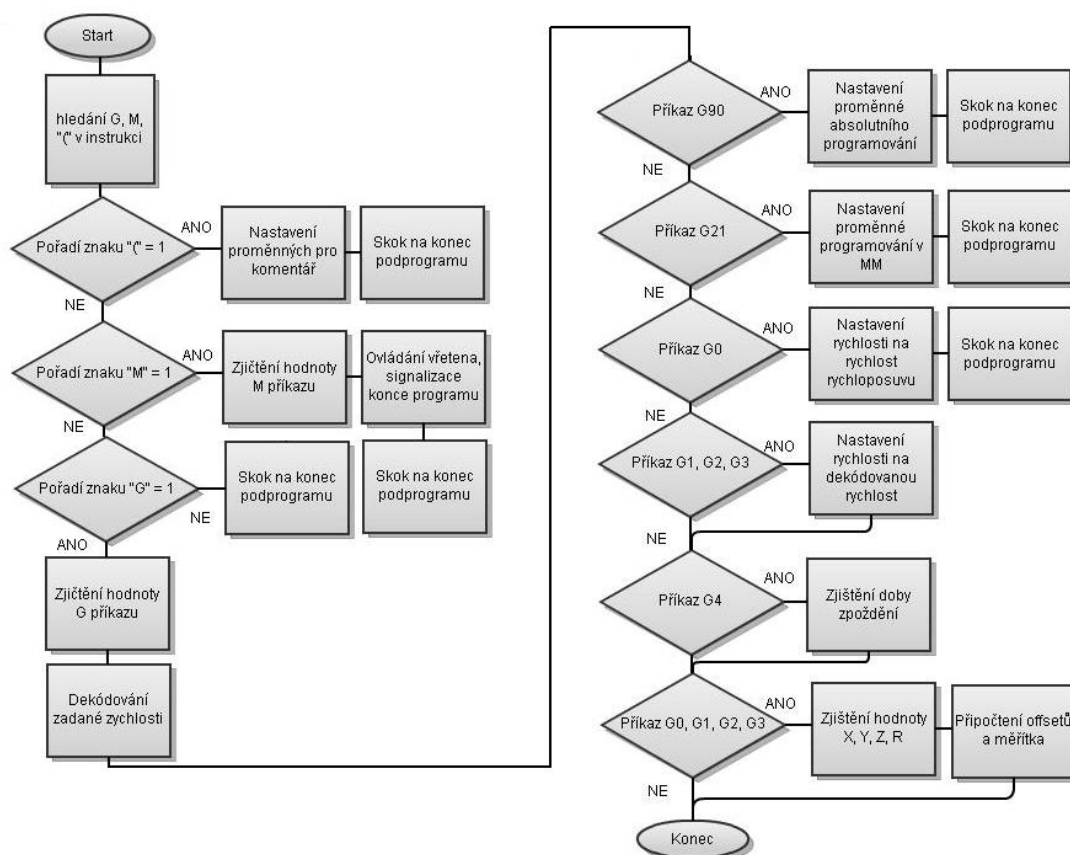 Start
hledání G, M,
"(" v instrukci
Pořadí znaku "(" = 1
ANO
Nastavení
proměnných pro
komentář
Skok na konec
podprogramu
NE
Pořadí znaku "M" = 1
ANO
Zjičtění hodnoty
M příkazu
Ovládání vřetena,
signalizace
konce programu
Skok na konec
podprogramu
NE
Pořadí znaku "G" = 1
NE
Skok na konec
podprogramu
ANO
Zjičtění hodnoty
G příkazu
Dekódování
zadané zychlosti
Příkaz G90
ANO
Nastavení
proměnné
absolutního
programování
Skok na konec
podprogramu
NE
Příkaz G21
ANO
Nastavení
proměnné
programování v
MM
Skok na konec
podprogramu
NE
Příkaz G0
ANO
Nastavení
rychlosti na
rychlost
rychloposuvu
Skok na konec
podprogramu
NE
Příkaz G1, G2, G3
ANO
Nastavení
rychlosti na
dekódovanou
rychlost
NE
Příkaz G4
ANO
Zjištění doby
zpoždění
Příkaz G0, G1, G2, G3
ANO
Zjištění hodnoty
X, Y, Z, R
Připočtení offsetů
a měřítka
NE
Konec